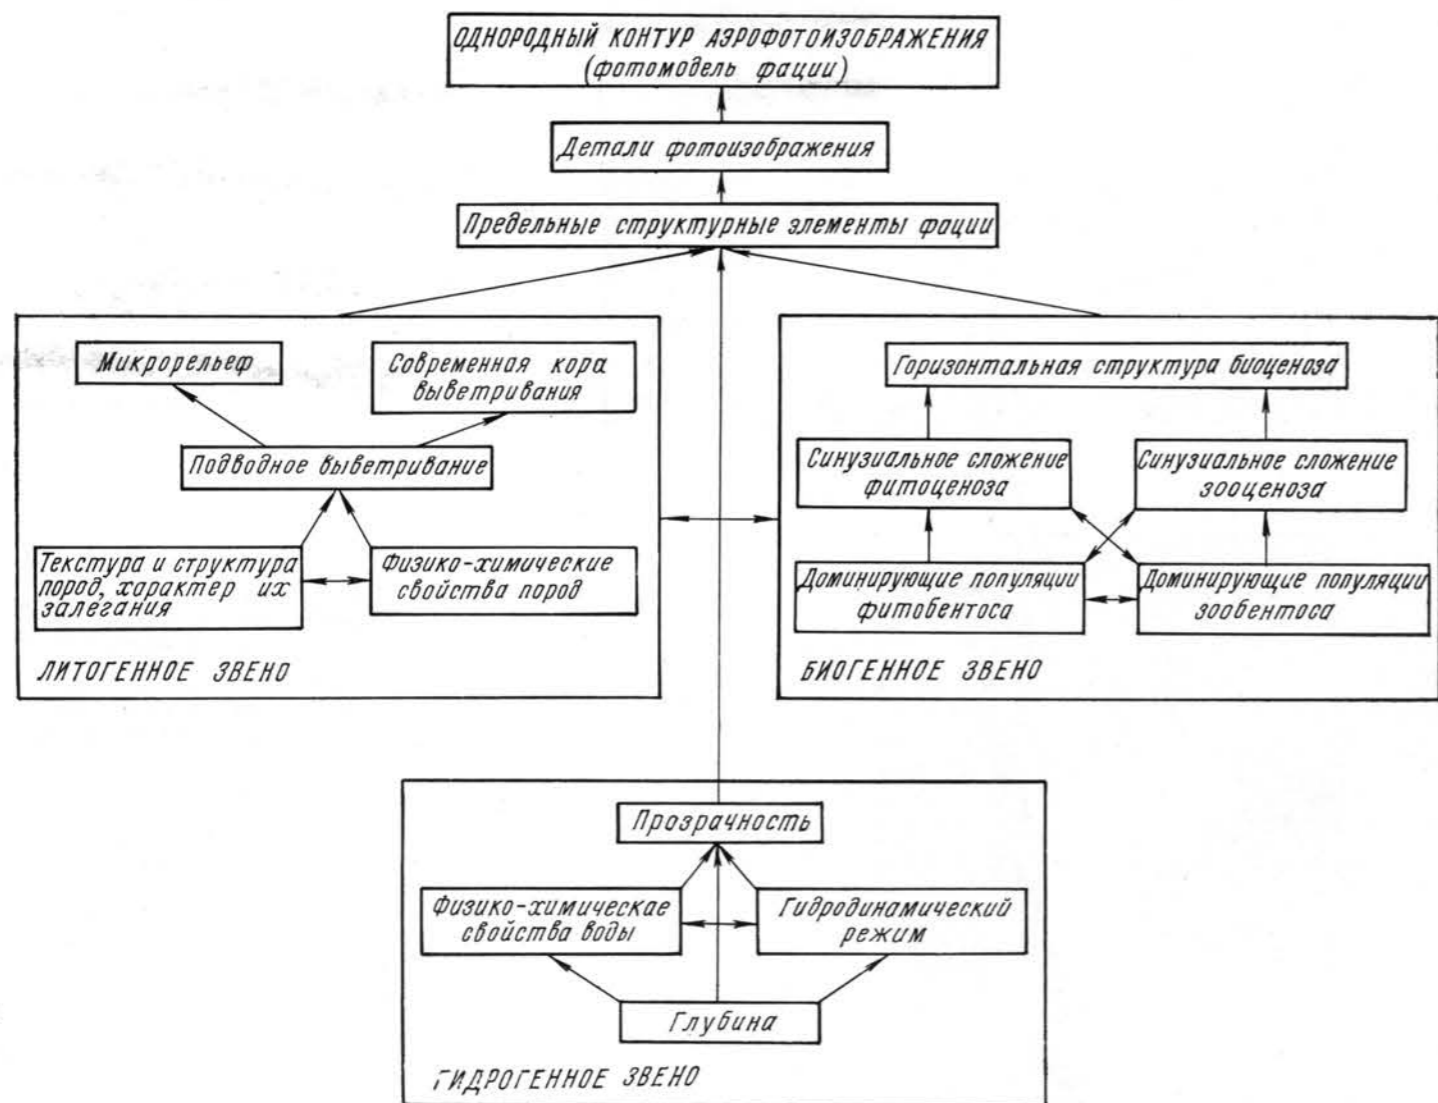 ОДНОРОДНЫЙ КОНТУР АЭРОФОТОИЗОБРАЖЕНИЯ
(фотомодель фации)
Детали фотоизображения
Предельные структурные элементы фации
Микрорельеф
Современная кора
выветривания
Подводное выветривание
Текстура и структура
пород, характер их
залегания
Физико-химические
свойства пород
ЛИТОГЕННОЕ ЗВЕНО
Горизонтальная структура биоценоза
Синузиальное сложение
фитоценоза
Синузиальное сложение
зооценоза
Доминирующие популяции
фитобентоса
Доминирующие популяции
зообентоса
БИОГЕННОЕ ЗВЕНО
Прозрачность
Физико-химическае
свойства воды
Гидродинамический
режим
Глубина
ГИДРОГЕННОЕ ЗВЕНО